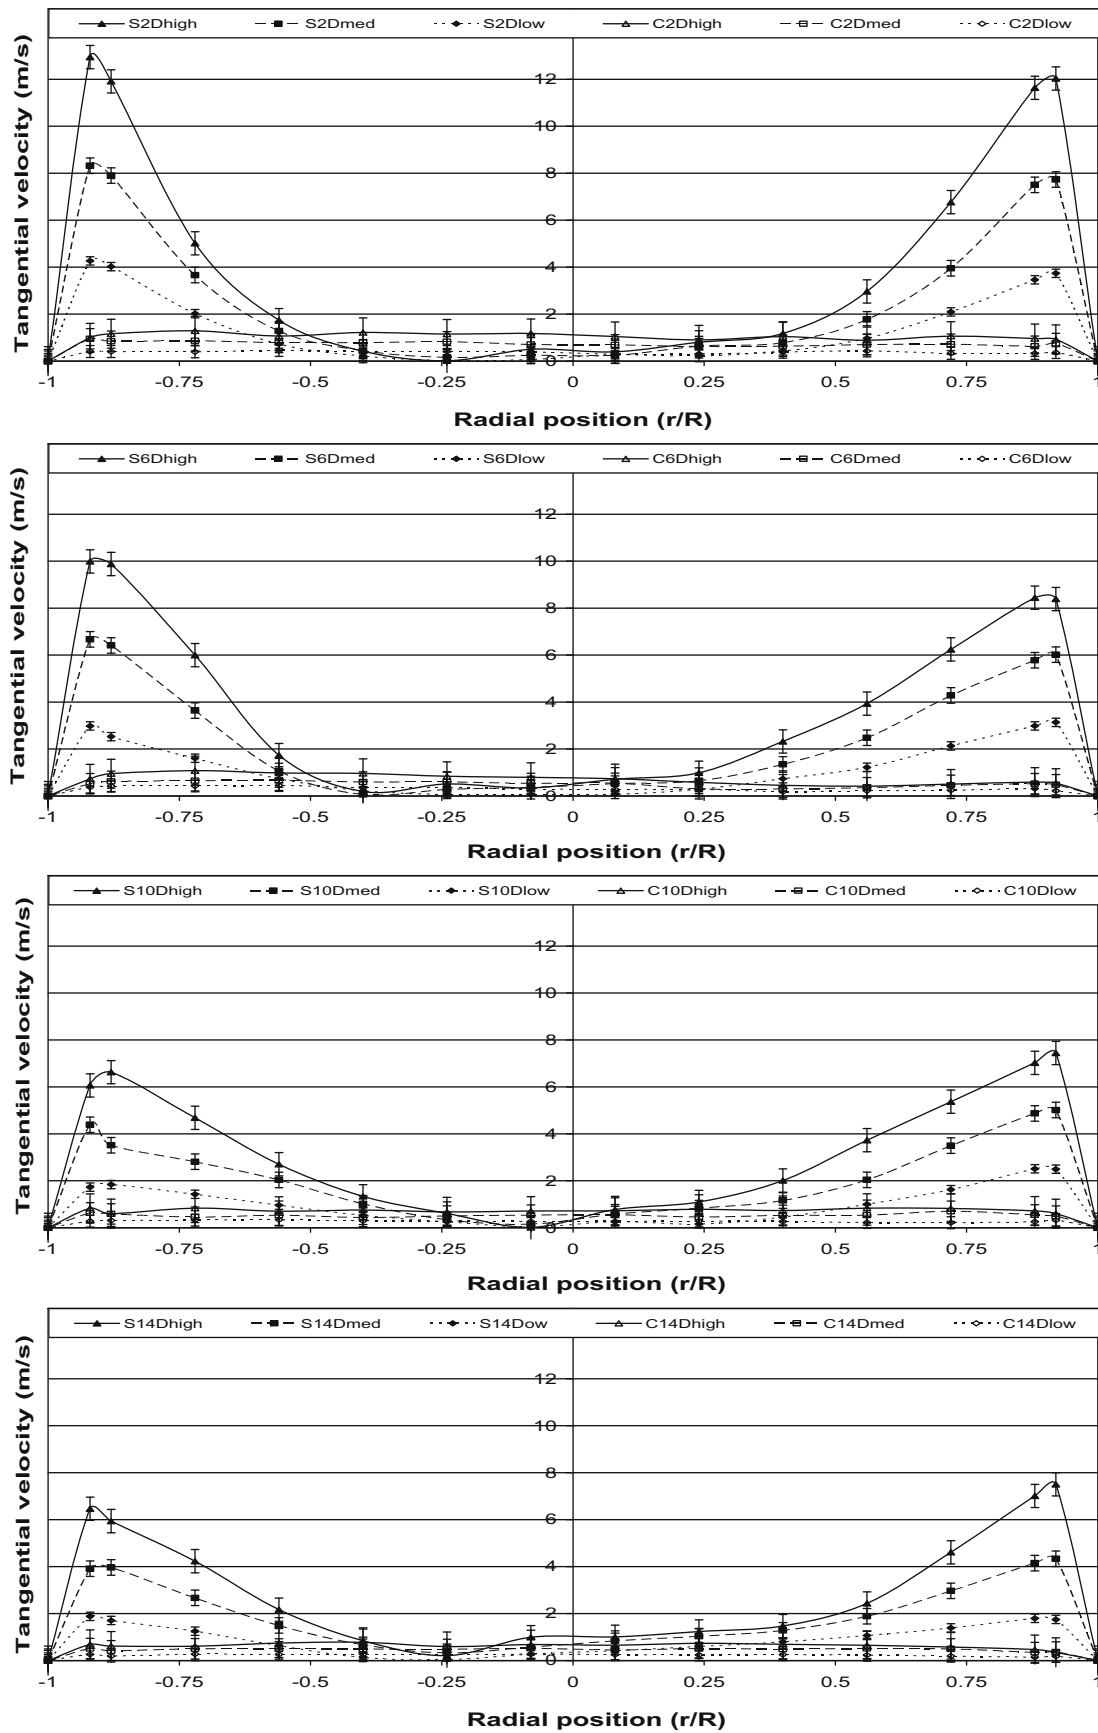 S2Dhigh S2Dmed S2Dlow C2Dhigh C2Dmed C2Dlow
Tangential velocity (m/s)
12
10
8
6
4
2
0
-1 -0.75 -0.5 -0.25 0 0.25 0.5 0.75 1
Radial position (r/R)
S6Dhigh S6Dmed S6Dlow C6Dhigh C6Dmed C6Dlow
Tangential velocity (m/s)
12
10
8
6
4
2
0
-1 -0.75 -0.5 -0.25 0 0.25 0.5 0.75 1
Radial position (r/R)
S10Dhigh S10Dmed S10Dlow C10Dhigh C10Dmed C10Dlow
Tangential velocity (m/s)
12
10
8
6
4
2
0
-1 -0.75 -0.5 -0.25 0 0.25 0.5 0.75 1
Radial position (r/R)
S14Dhigh S14Dmed S14Dow C14Dhigh C14Dmed C14Dlow
Tangential velocity (m/s)
12
10
8
6
4
2
0
-1 -0.75 -0.5 -0.25 0 0.25 0.5 0.75 1
Radial position (r/R)